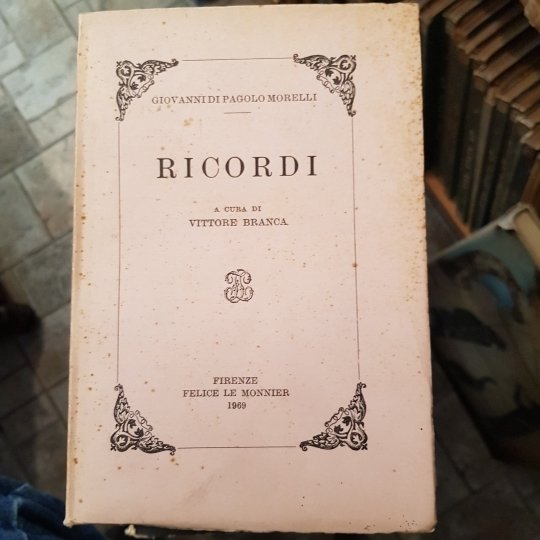 GIOVANNI DI PAGOLO MORELLI
RICORDI
A CURA DI
VITTORE BRANCA
FIRENZE
FELICE LE MONNIER
1969